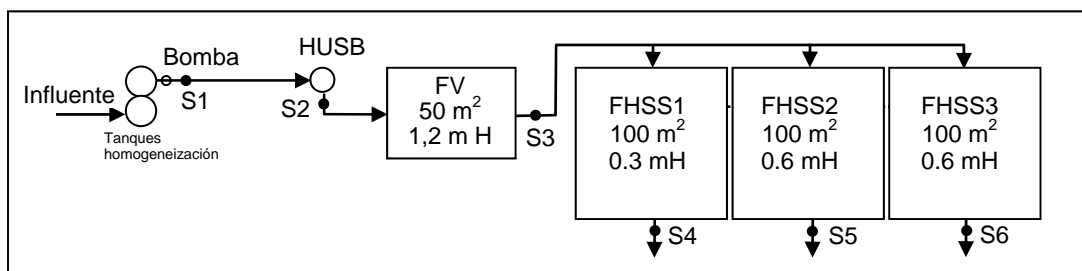 Influente
Tanques
homogeneización
Bomba
S1
HUSB
S2
FV
50 m²
1,2 m H
S3
FHSS1
100 m²
0.3 mH
S4
FHSS2
100 m²
0.6 mH
S5
FHSS3
100 m²
0.6 mH
S6